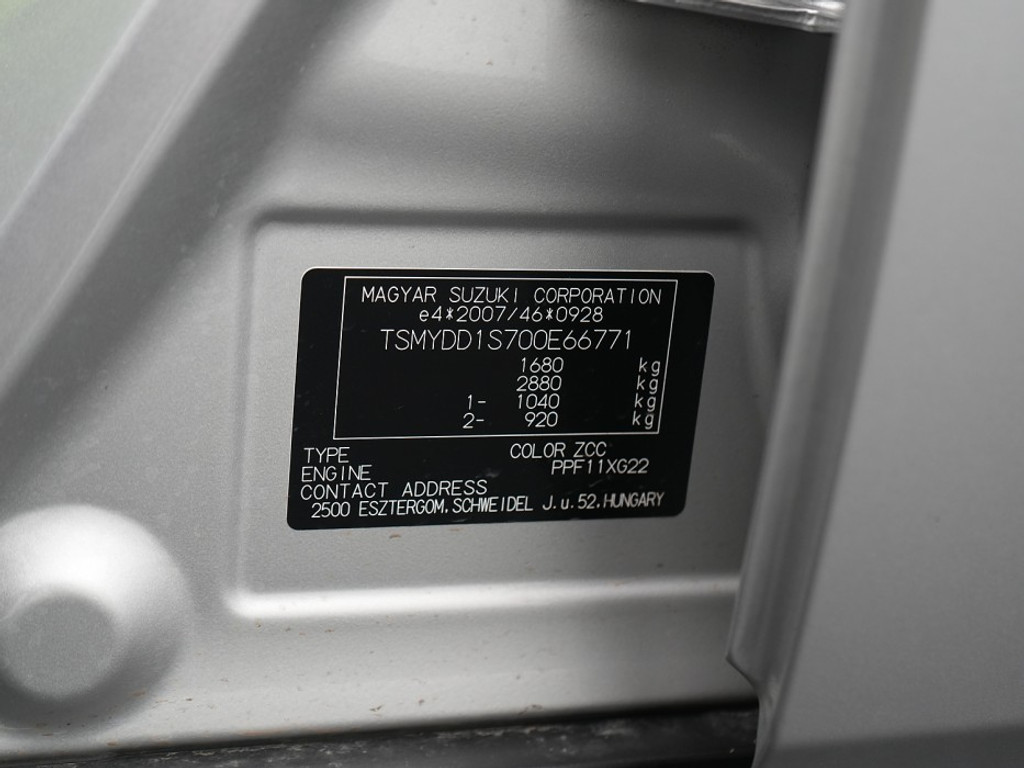 MAGYAR SUZUKI CORPORATION
e4*2007/46*0928
TSMYDD1S700E66771
1680 kg
2880 kg
1- 1040 kg
2- 920 kg
TYPE COLOR ZCC
ENGINE PPF11XG22
CONTACT ADDRESS
2500 ESZTERGOM.SCHWEIDEL J.u.52.HUNGARY